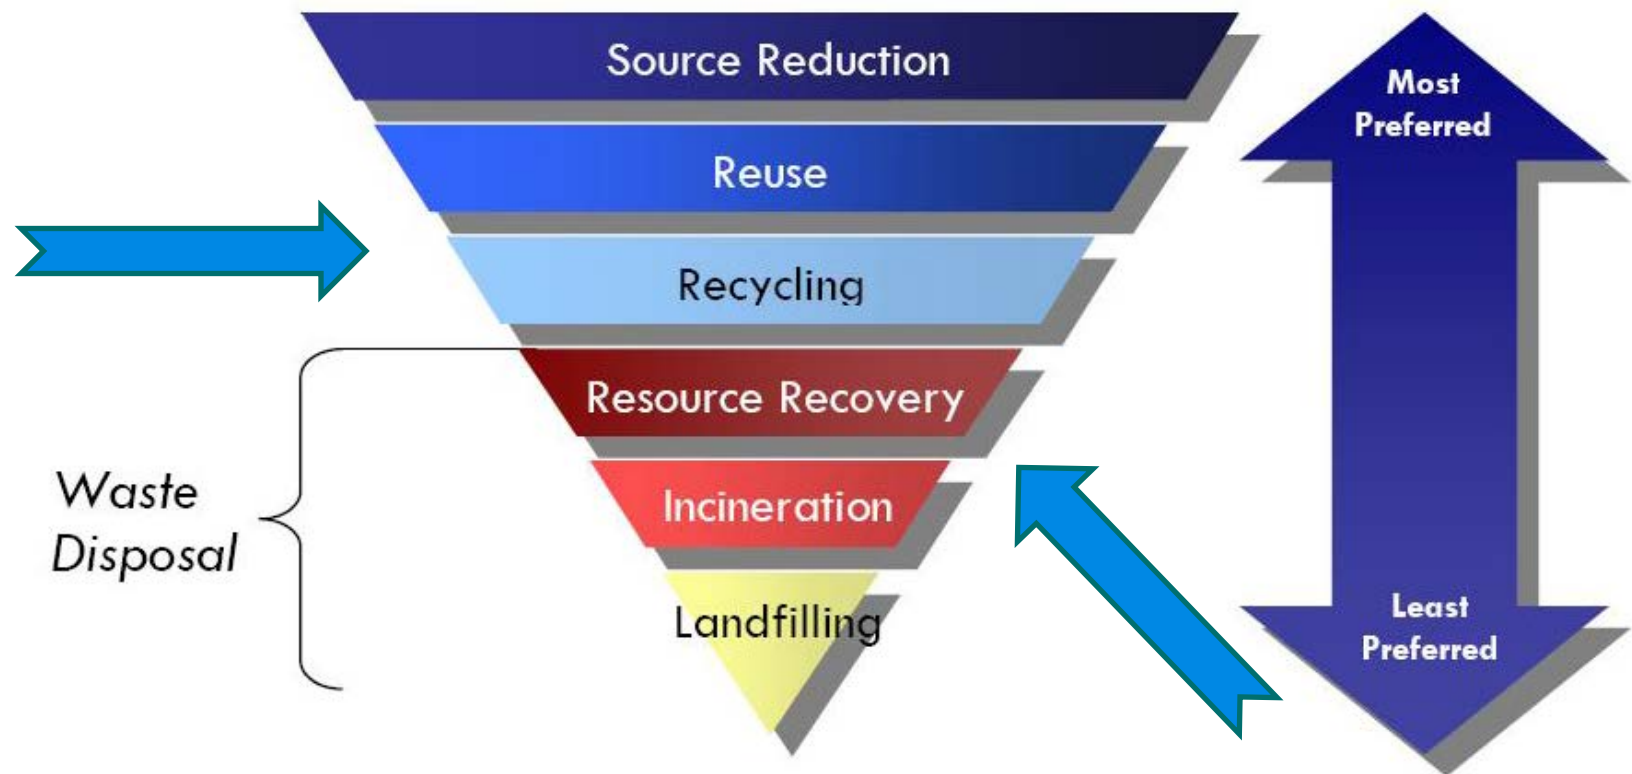 Source Reduction
Most
Preferred
Reuse
Recycling
Resource Recovery
Waste
Disposal
Incineration
Landfilling
Least
Preferred